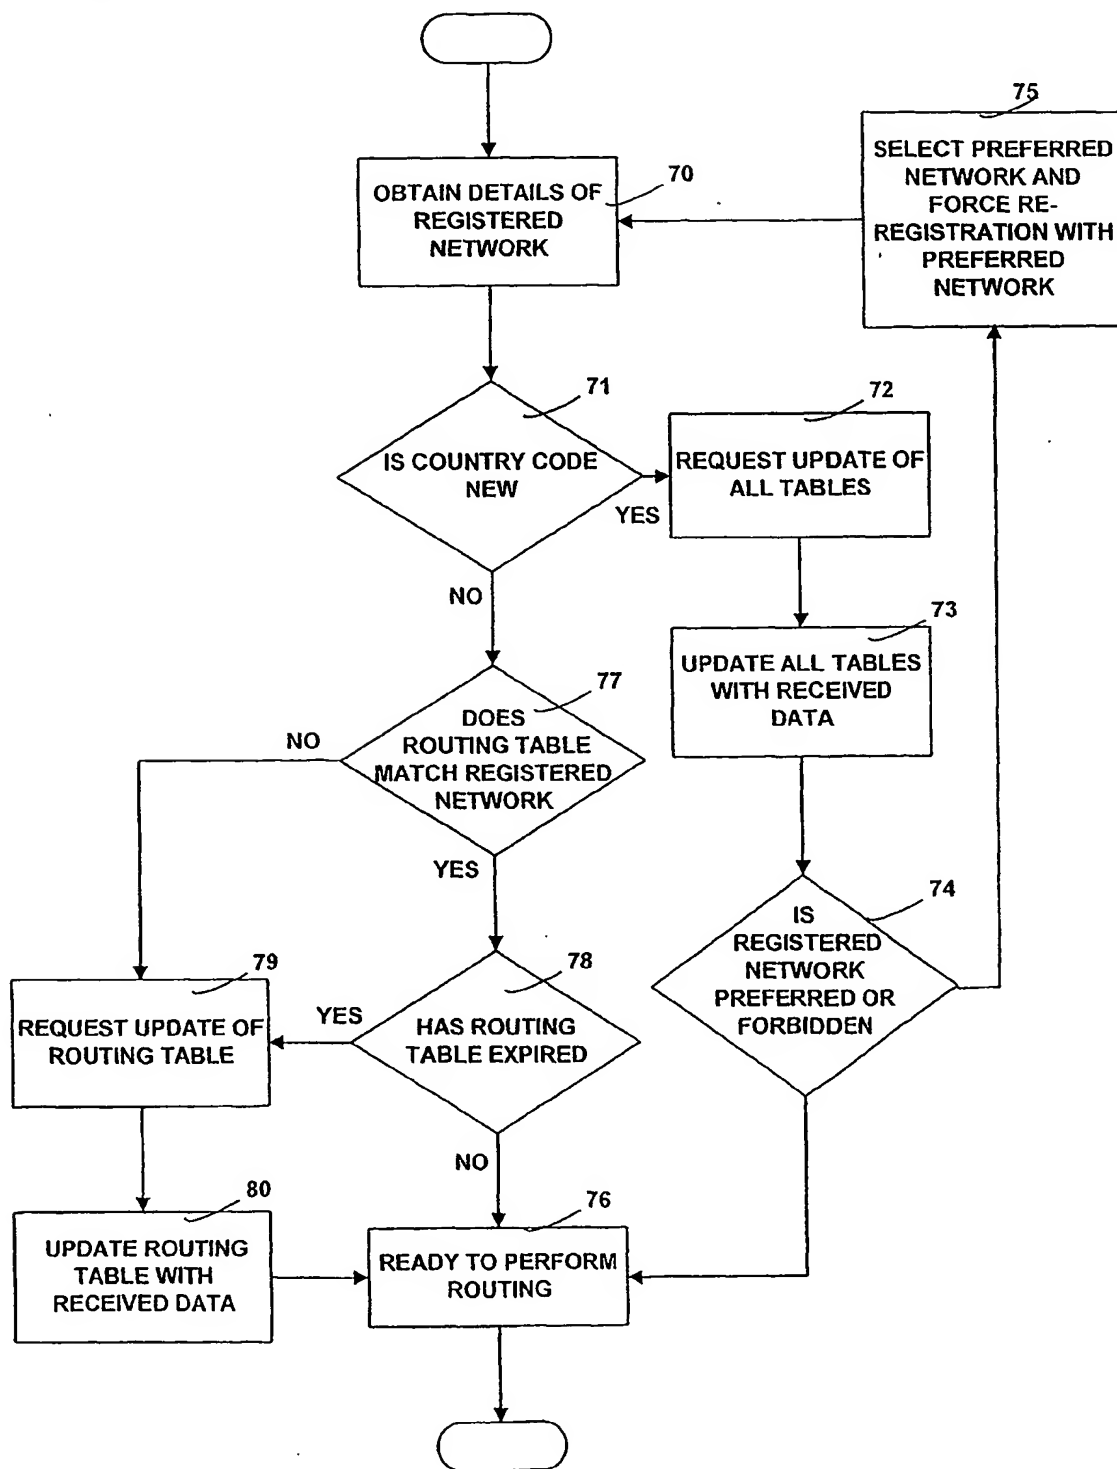 75
SELECT PREFERRED
NETWORK AND
FORCE RE-
REGISTRATION WITH
PREFERRED
NETWORK
70
OBTAIN DETAILS OF
REGISTERED
NETWORK
71
IS COUNTRY CODE
NEW
YES
NO
72
REQUEST UPDATE OF
ALL TABLES
73
UPDATE ALL TABLES
WITH RECEIVED
DATA
77
DOES
ROUTING TABLE
MATCH REGISTERED
NETWORK
NO
YES
74
IS
REGISTERED
NETWORK
PREFERRED OR
FORBIDDEN
78
HAS ROUTING
TABLE EXPIRED
YES
NO
79
REQUEST UPDATE OF
ROUTING TABLE
80
UPDATE ROUTING
TABLE WITH
RECEIVED DATA
76
READY TO PERFORM
ROUTING